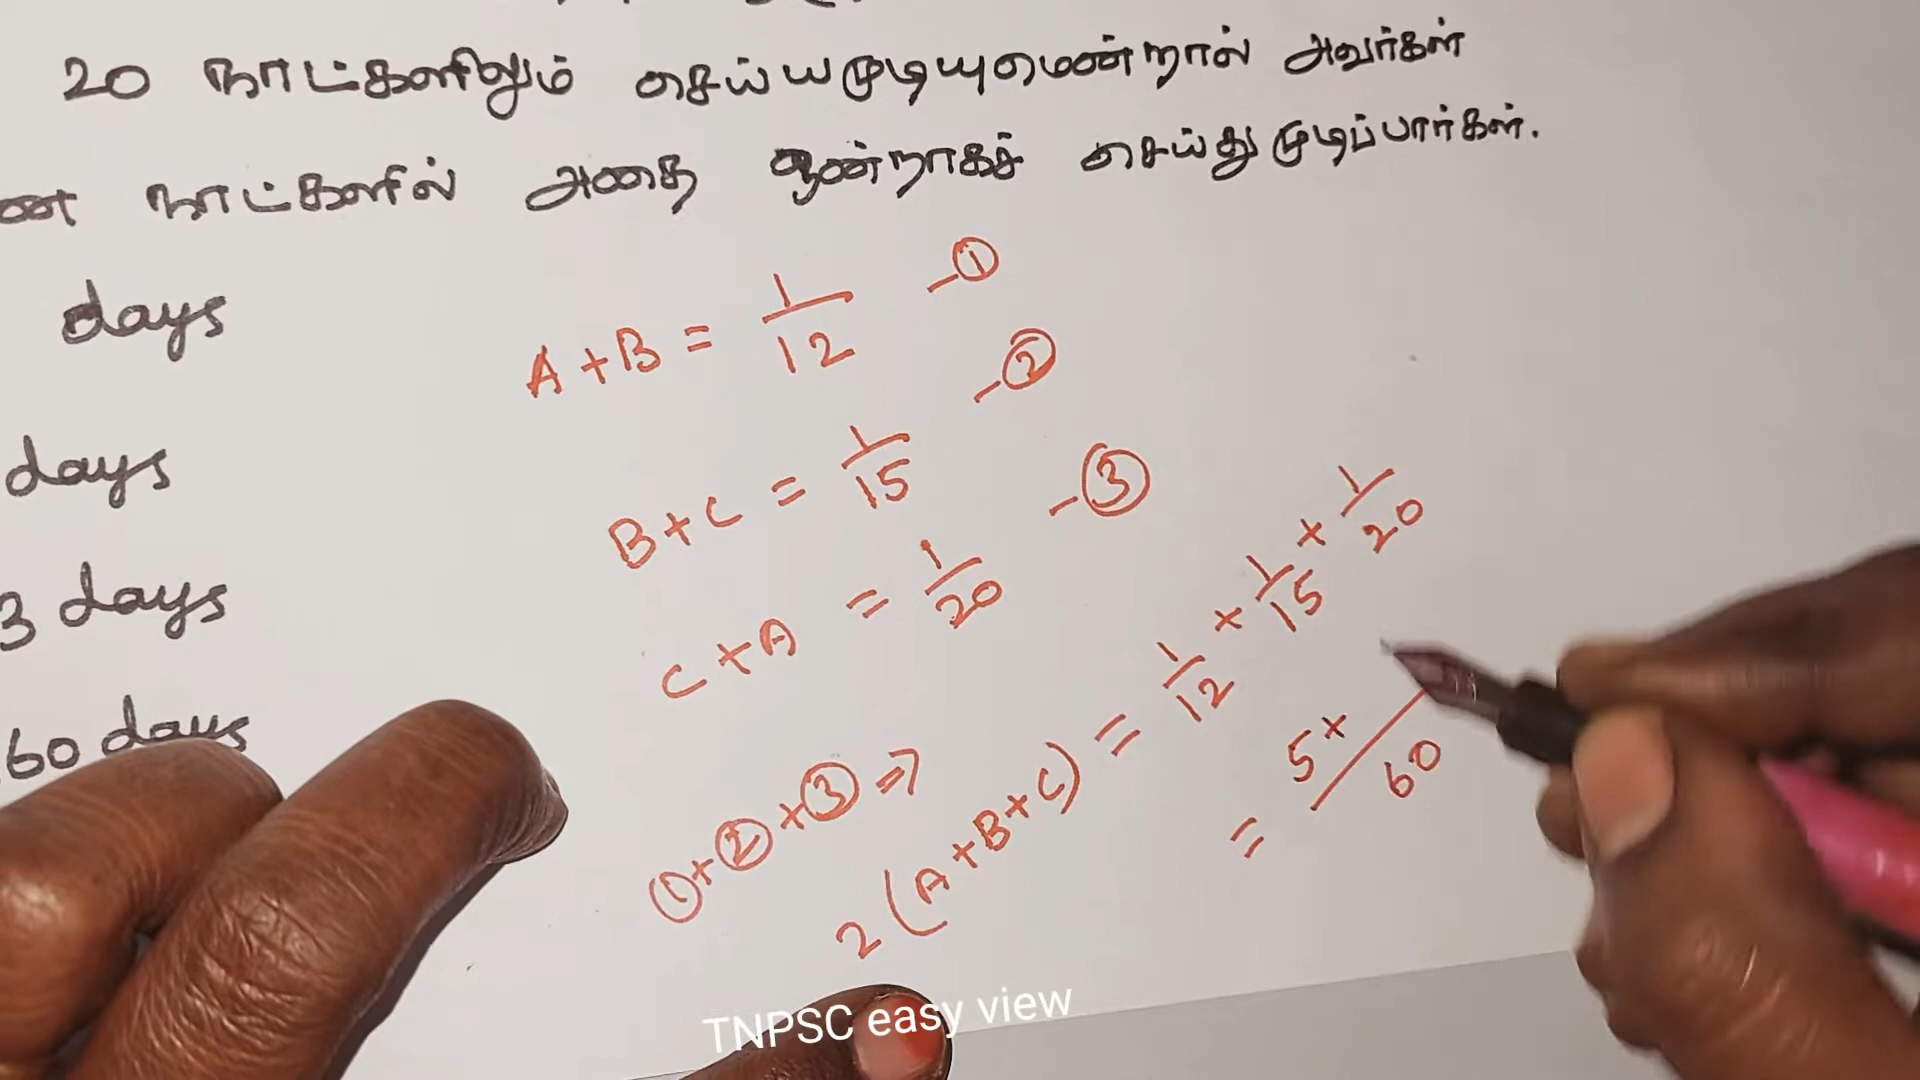 20 நாட்களிலும் செய்யமுடியுமென்றால் அவர்கள்
நாட்களில் அதை ஒன்றாகச் செய்து முடிப்பார்கள்.
days
days
3 days
60 days
A + B = 1/12 - ①
B + C = 1/15 - ②
C + A = 1/20 - ③
① + ② + ③ ⇒
2 (A + B + C) = 1/12 + 1/15 + 1/20
= 5 + / 60
TNPSC easy view